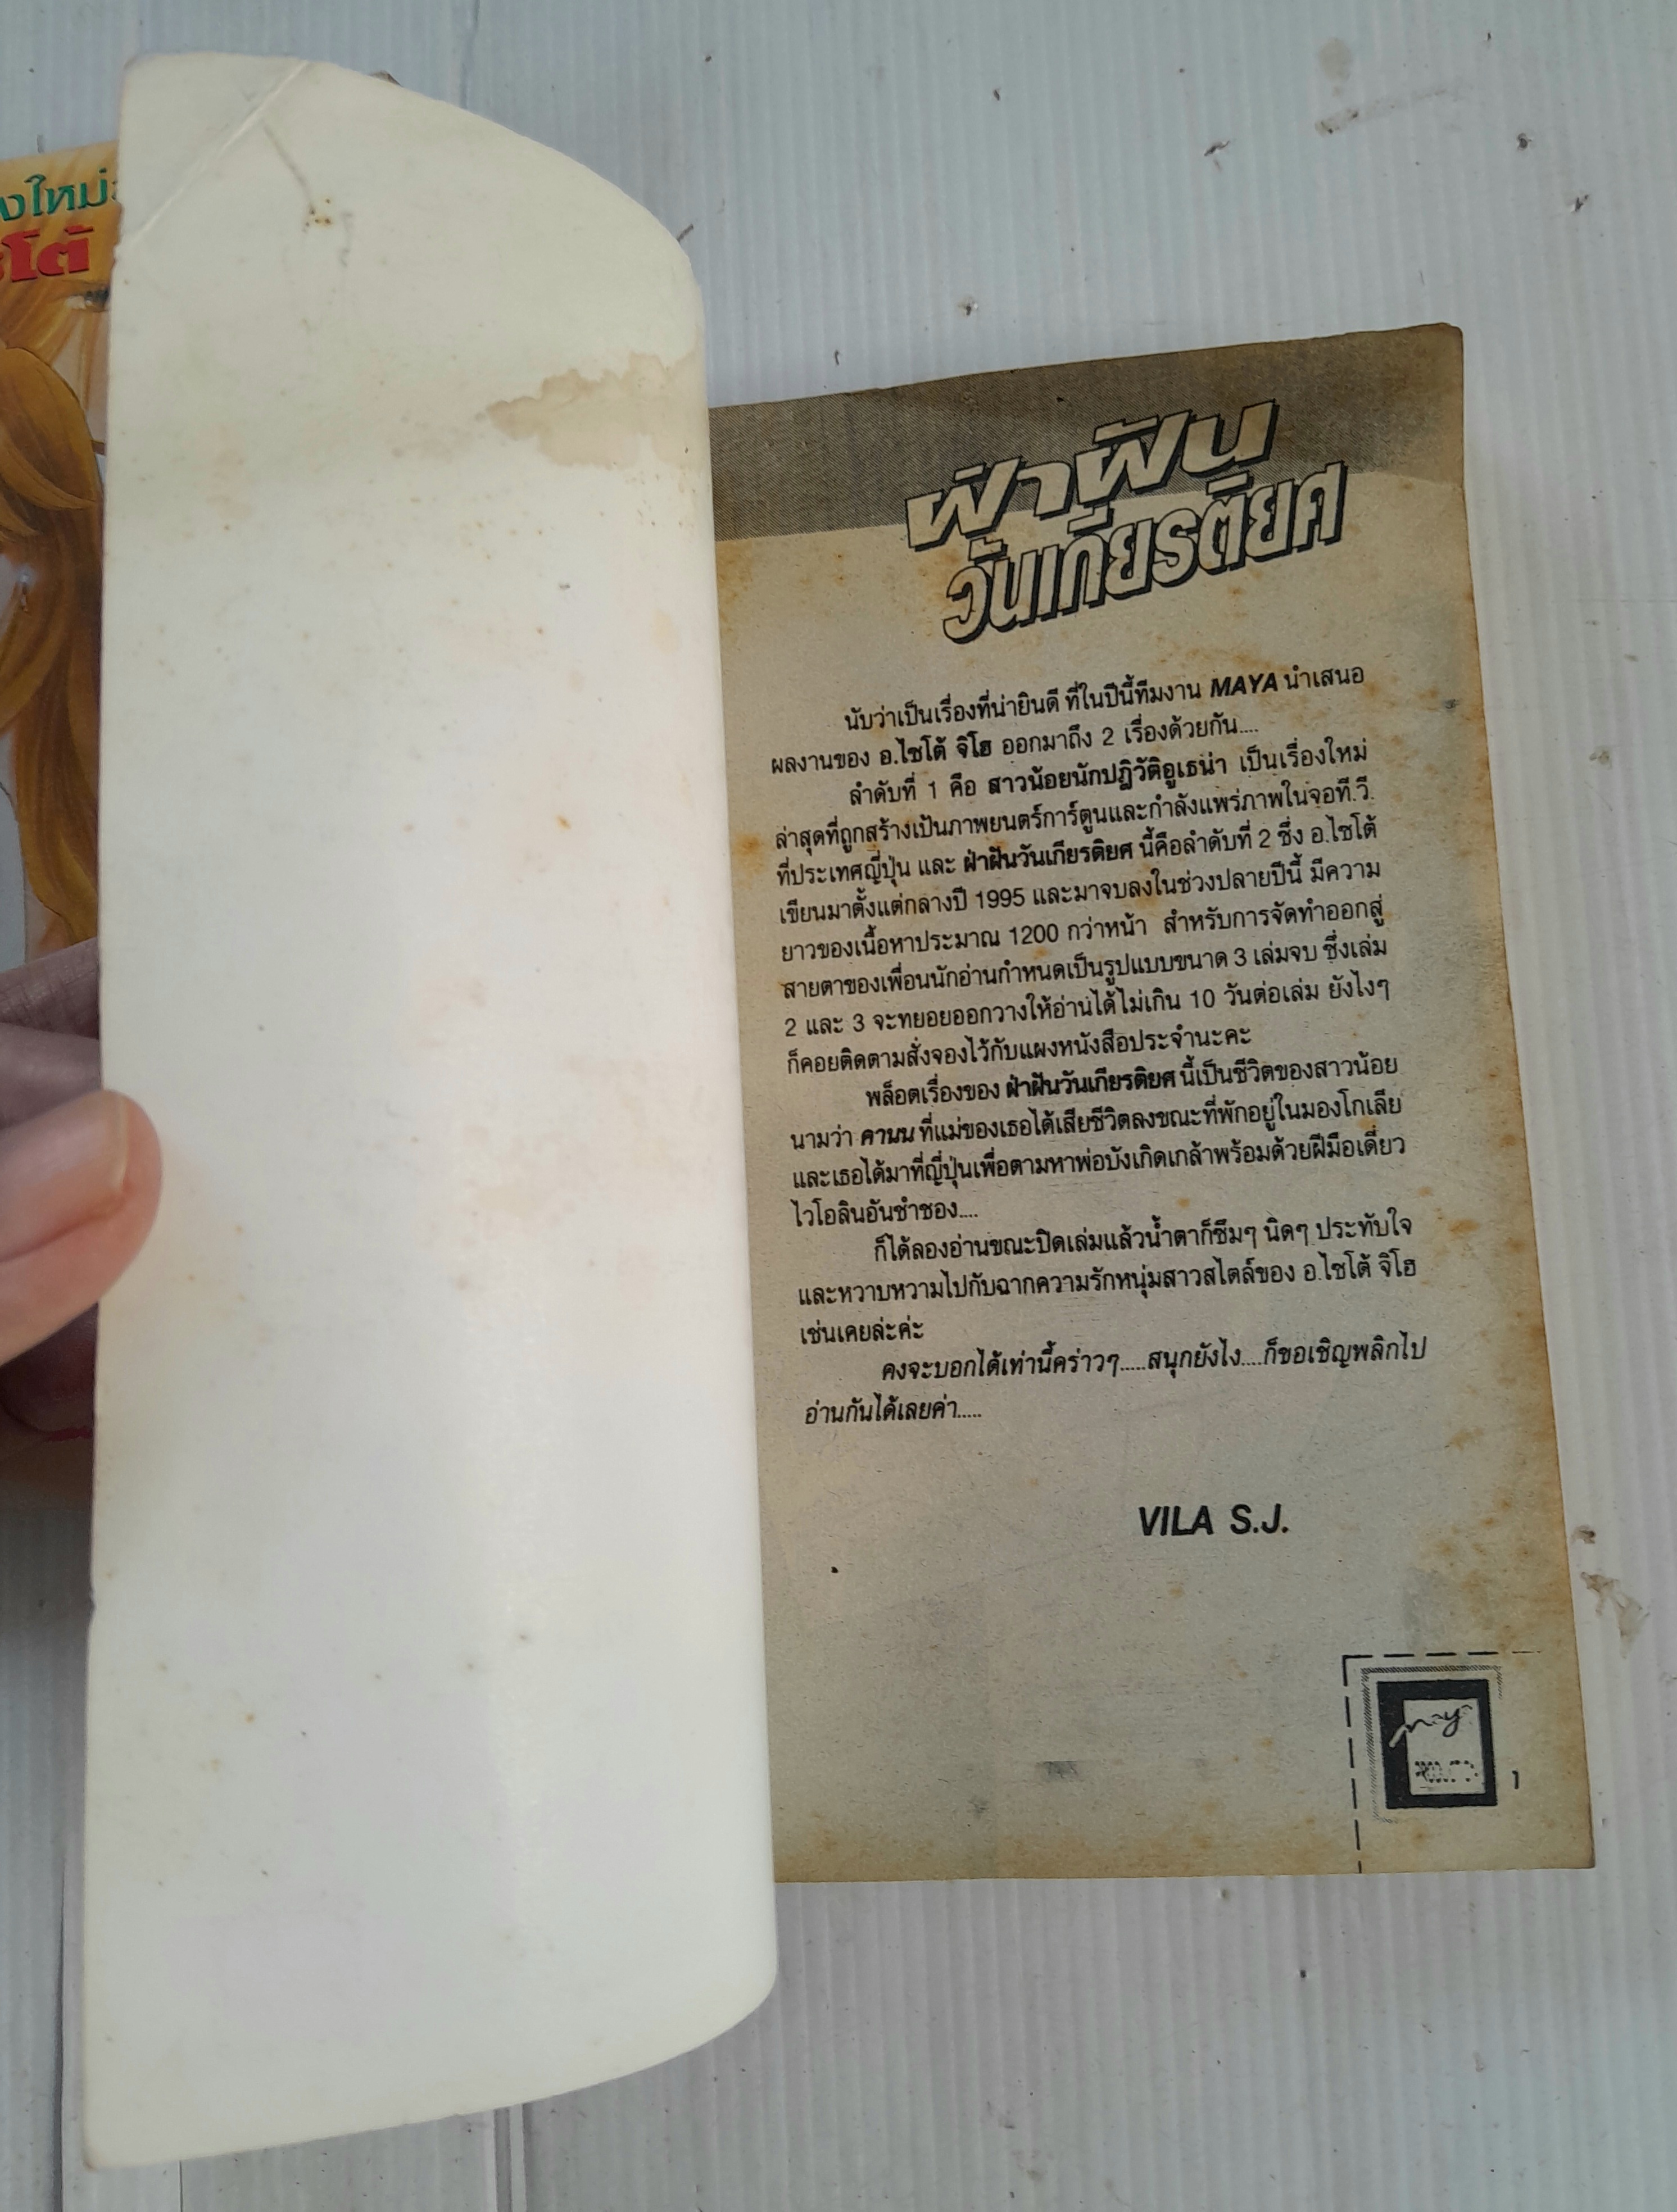 งใหม่
โต้
ฝ่าฝัน
วันเกียรติยศ
นับว่าเป็นเรื่องที่น่ายินดี ที่ในปีนี้ทีมงาน MAYA นำเสนอ
ผลงานของ อ.ไซโต้ จิโฮ ออกมาถึง 2 เรื่องด้วยกัน....
ลำดับที่ 1 คือ สาวน้อยนักปฏิวัติอูเธน่า เป็นเรื่องใหม่
ล่าสุดที่ถูกสร้างเป็นภาพยนตร์การ์ตูนและกำลังแพร่ภาพในจอที.วี.
ที่ประเทศญี่ปุ่น และ ฝ่าฝันวันเกียรติยศ นี้คือลำดับที่ 2 ซึ่ง อ.ไซโต้
เขียนมาตั้งแต่กลางปี 1995 และมาจบลงในช่วงปลายปีนี้ มีความ
ยาวของเนื้อหาประมาณ 1200 กว่าหน้า สำหรับการจัดทำออกสู่
สายตาของเพื่อนนักอ่านกำหนดเป็นรูปแบบขนาด 3 เล่มจบ ซึ่งเล่ม
2 และ 3 จะทยอยออกวางให้อ่านได้ไม่เกิน 10 วันต่อเล่ม ยังไงๆ
ก็คอยติดตามสั่งจองไว้กับแผงหนังสือประจำนะคะ
พล็อตเรื่องของ ฝ่าฝันวันเกียรติยศ นี้เป็นชีวิตของสาวน้อย
นามว่า คานน ที่แม่ของเธอได้เสียชีวิตลงขณะที่พักอยู่ในมองโกเลีย
และเธอได้มาที่ญี่ปุ่นเพื่อตามหาพ่อบังเกิดเกล้าพร้อมด้วยฝีมือเดี่ยว
ไวโอลินอันช่ำชอง....
ก็ได้ลองอ่านขณะปิดเล่มแล้วน้ำตาก็ซึมๆ นิดๆ ประทับใจ
และหวาบหวามไปกับฉากความรักหนุ่มสาวสไตล์ของ อ.ไซโต้ จิโฮ
เช่นเคยล่ะค่ะ
คงจะบอกได้เท่านี้คร่าวๆ.....สนุกยังไง....ก็ขอเชิญพลิกไป
อ่านกันได้เลยค่า.....
VILA S.J.
1